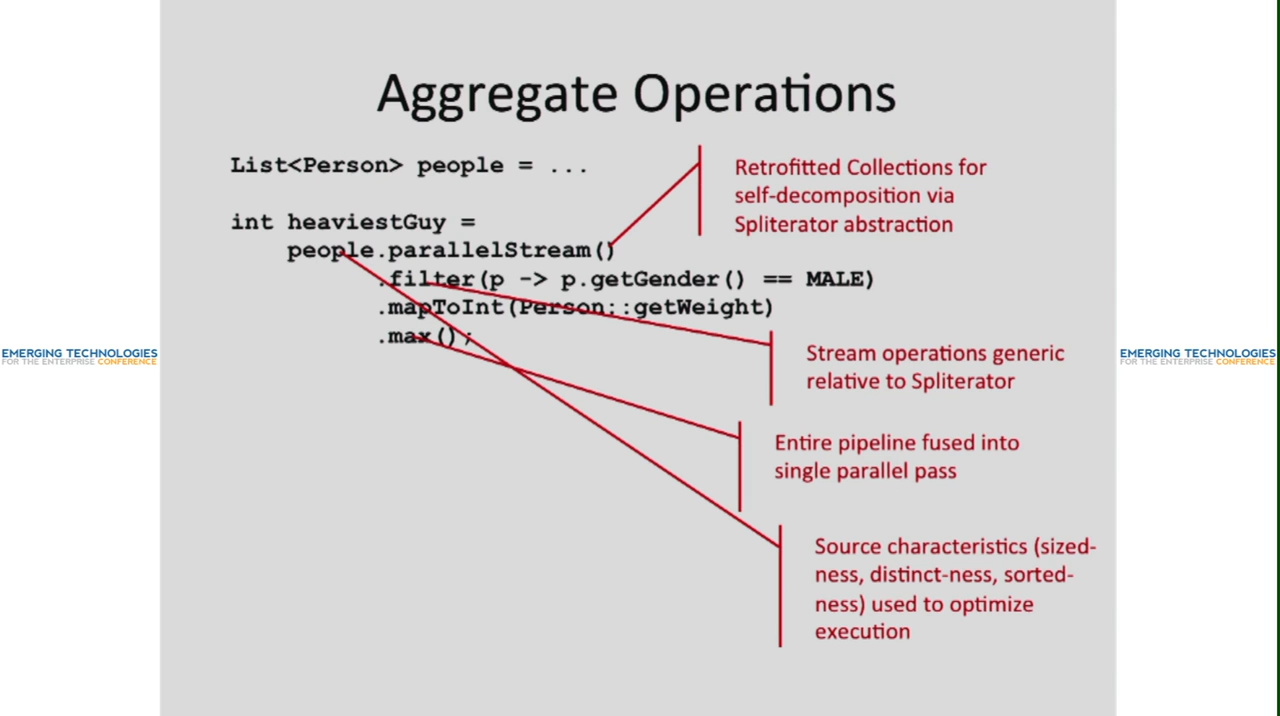 Aggregate Operations
List<Person> people = ...
int heaviestGuy =
people.parallelStream()
.filter(p -> p.getGender() == MALE)
.mapToInt(Person::getWeight)
.max();
Retrofitted Collections for
self-decomposition via
Spliterator abstraction
Stream operations generic
relative to Spliterator
Entire pipeline fused into
single parallel pass
Source characteristics (sized-
ness, distinct-ness, sorted-
ness) used to optimize
execution
EMERGING TECHNOLOGIES
FOR THE ENTERPRISE CONFERENCE
EMERGING TECHNOLOGIES
FOR THE ENTERPRISE CONFERENCE